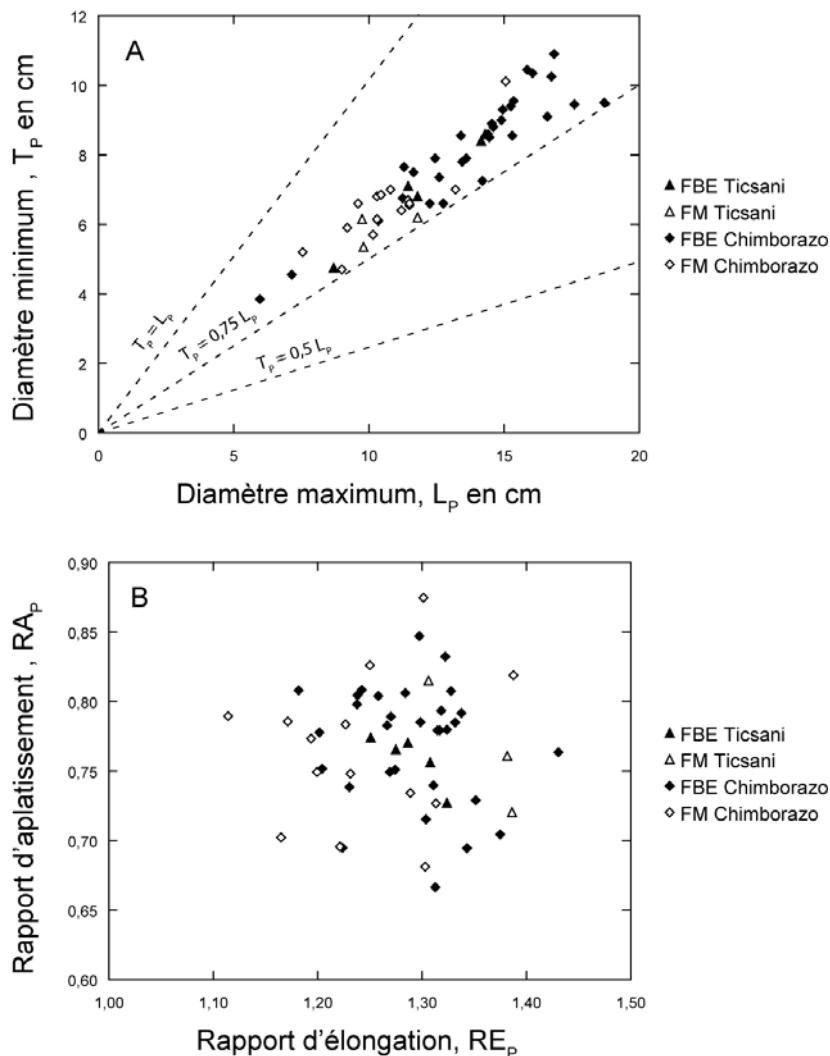 A
Diamètre minimum , T_P en cm
12
10
8
6
4
2
0
T_P = L_P
T_P = 0,75 L_P
T_P = 0,5 L_P
0
5
10
15
20
Diamètre maximum, L_P en cm
FBE Ticsani
FM Ticsani
FBE Chimborazo
FM Chimborazo
B
Rapport d'aplatissement , RA_P
0,90
0,85
0,80
0,75
0,70
0,65
0,60
1,00
1,10
1,20
1,30
1,40
1,50
Rapport d'élongation, RE_P
FBE Ticsani
FM Ticsani
FBE Chimborazo
FM Chimborazo